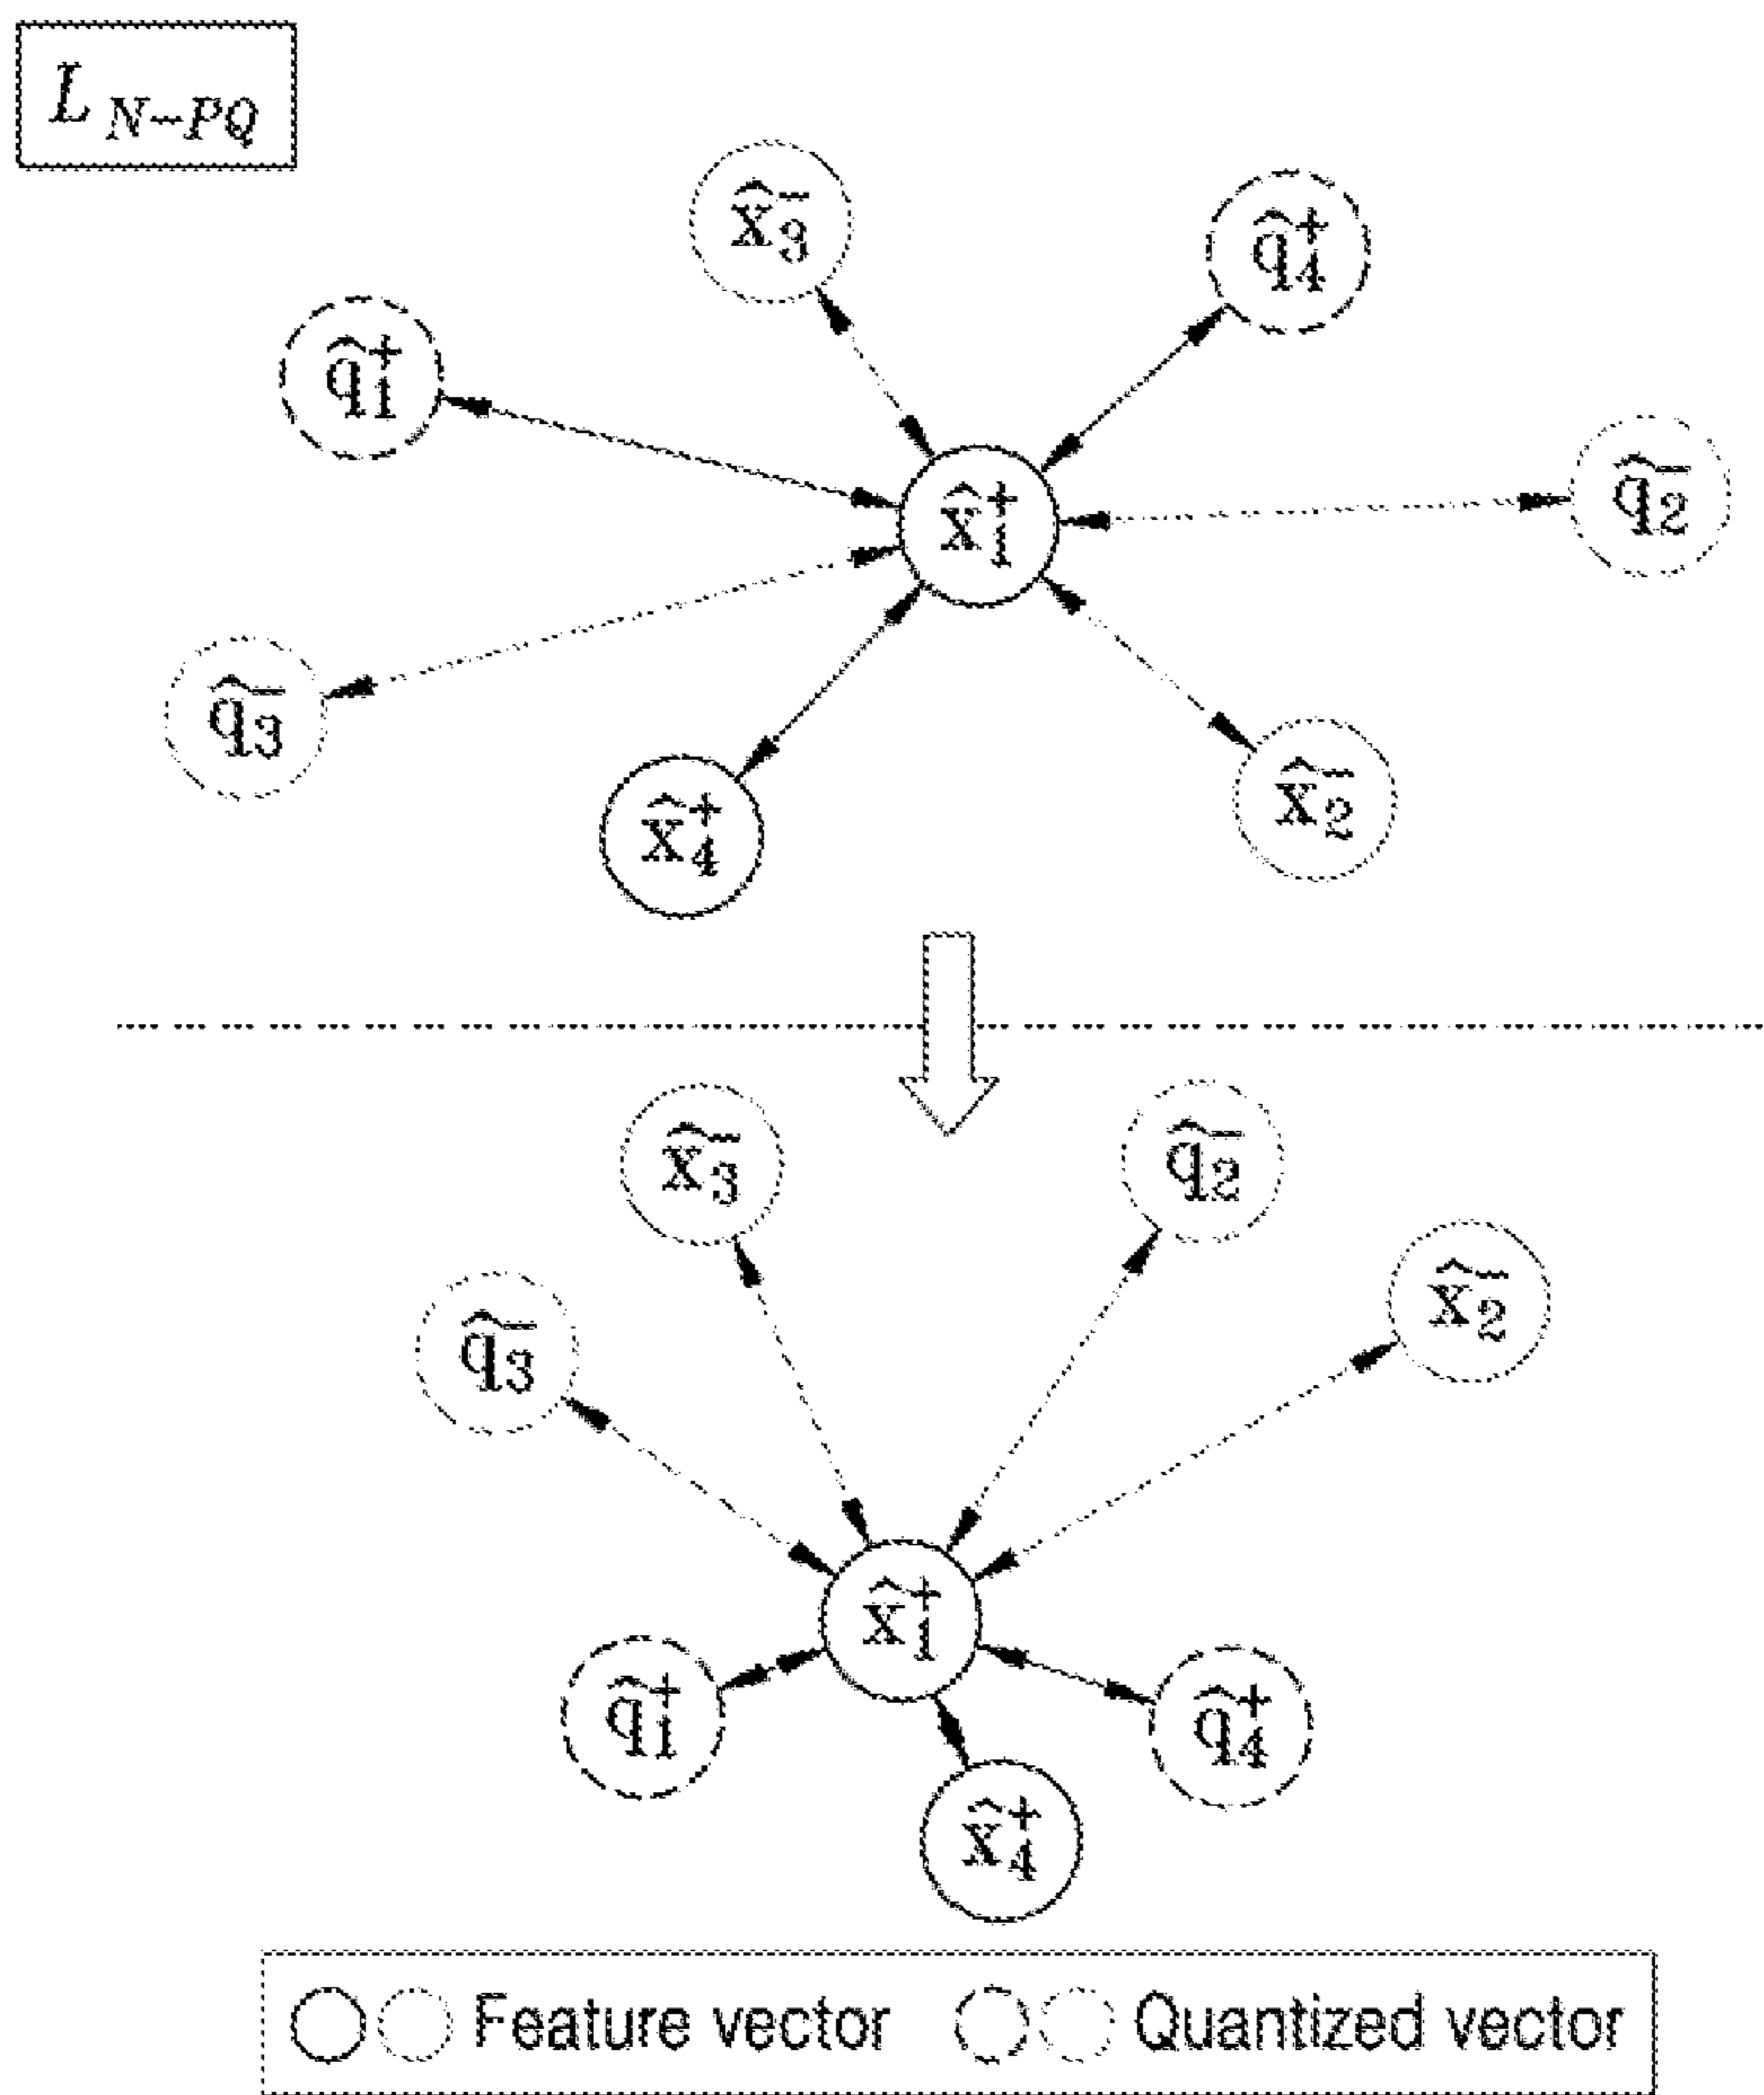 L_{N-PQ}
x̂₃⁻
q̂₄⁺
q̂₁⁺
x̂₁⁺
q̂₂⁻
q̂₃⁻
x̂₄⁺
x̂₂⁻
x̂₃⁻
q̂₂⁻
x̂₂⁻
q̂₃⁻
x̂₁⁺
q̂₁⁺
q̂₄⁺
x̂₄⁺
Feature vector
Quantized vector